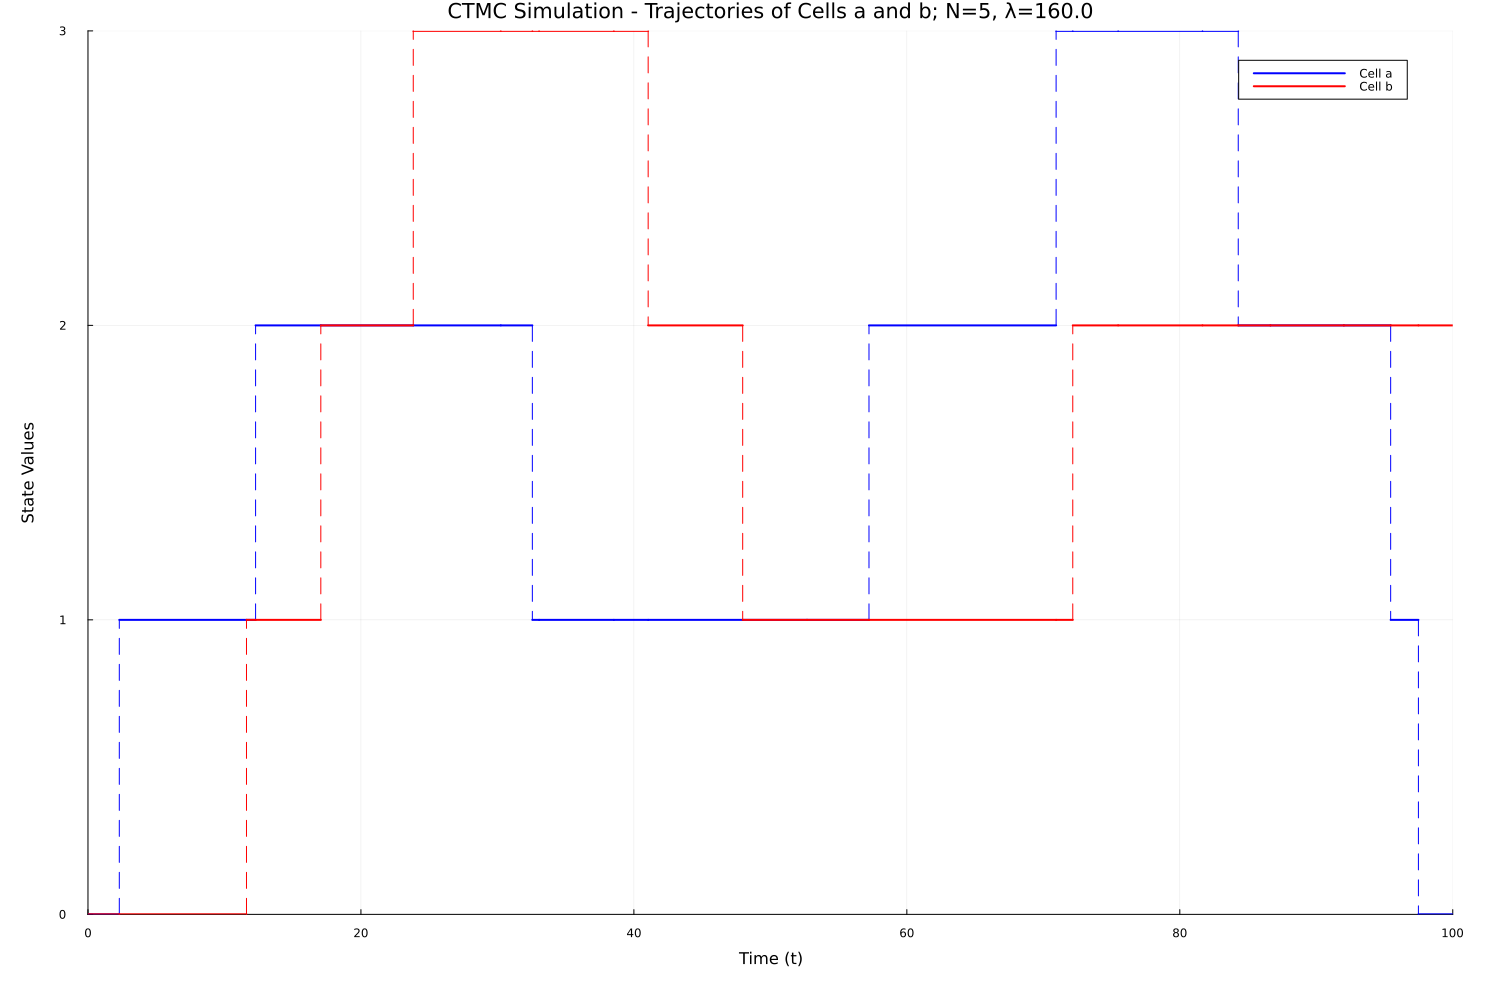 CTMC Simulation - Trajectories of Cells a and b; N=5, λ=160.0
3
Cell a
Cell b
2
State Values
1
0
0 20 40 60 80 100
Time (t)